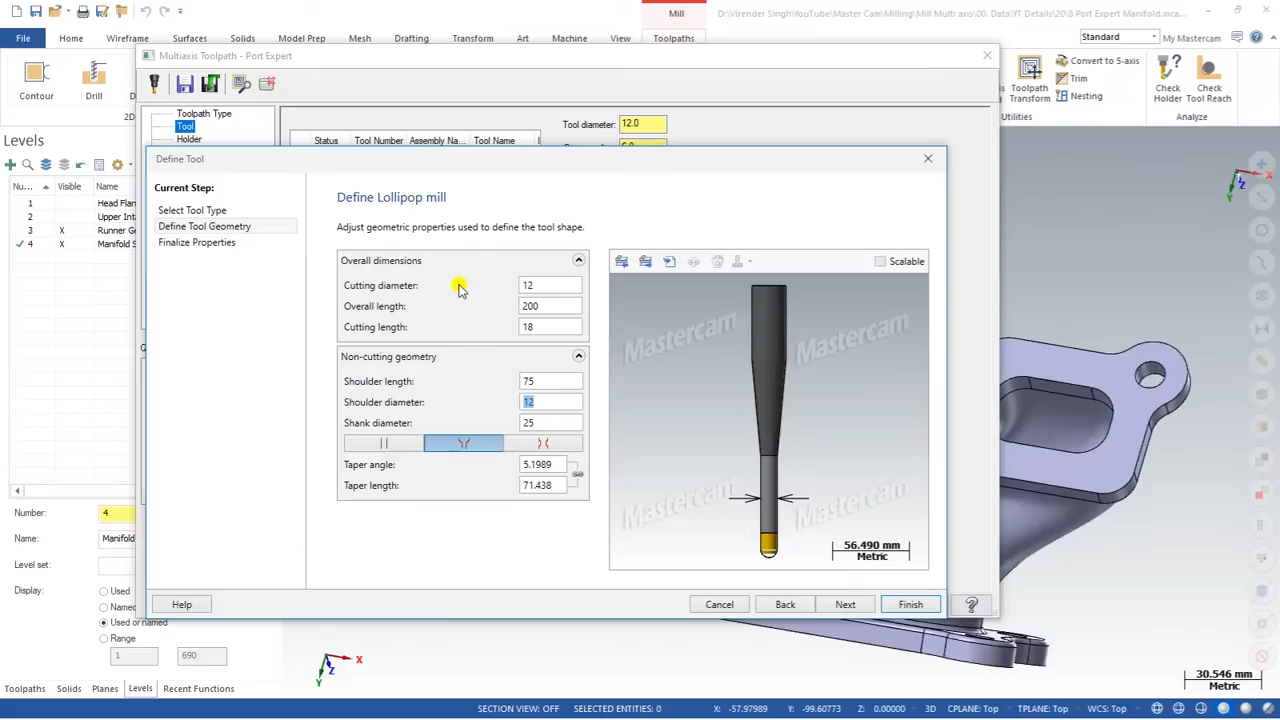 Mill
D:\Virender Singh\YouTube\Master Cam\Milling\Mill Multi axis\00. Data\YT Details\20\8 Port Expert Manifold.mca...
File Home Wireframe Surfaces Solids Model Prep Mesh Drafting Transform Art Machine View Toolpaths
Standard My Mastercam
Multiaxis Toolpath - Port Expert
Contour Drill
2D
Toolpath Transform
Convert to 5-axis
Trim
Nesting
Check Holder
Check Tool Reach
Utilities Analyze
Levels
Toolpath Type
Tool
Holder
Status Tool Number Assembly Na... Tool Name
Tool diameter: 12.0
Nu... Visible Name
1 Head Flan
2 Upper Int
3 X Runner Ge
4 X Manifold S
Define Tool
Current Step:
Select Tool Type
Define Tool Geometry
Finalize Properties
Define Lollipop mill
Adjust geometric properties used to define the tool shape.
Overall dimensions
Cutting diameter: 12
Overall length: 200
Cutting length: 18
Non-cutting geometry
Shoulder length: 75
Shoulder diameter: 12
Shank diameter: 25
Taper angle: 5.1989
Taper length: 71.438
Scalable
Mastercam
Mastercam
Mastercam
Mastercam
56.490 mm
Metric
Help Cancel Back Next Finish
Number: 4
Name: Manifold
Level set:
Display: Used
Named
Used or named
Range
1 690
X
Z
Y
X
Z
Y
30.546 mm
Metric
Toolpaths Solids Planes Levels Recent Functions
SECTION VIEW: OFF SELECTED ENTITIES: 0 X: -57.97989 Y: -99.60773 Z: 0.00000 3D CPLANE: Top TPLANE: Top WCS: Top